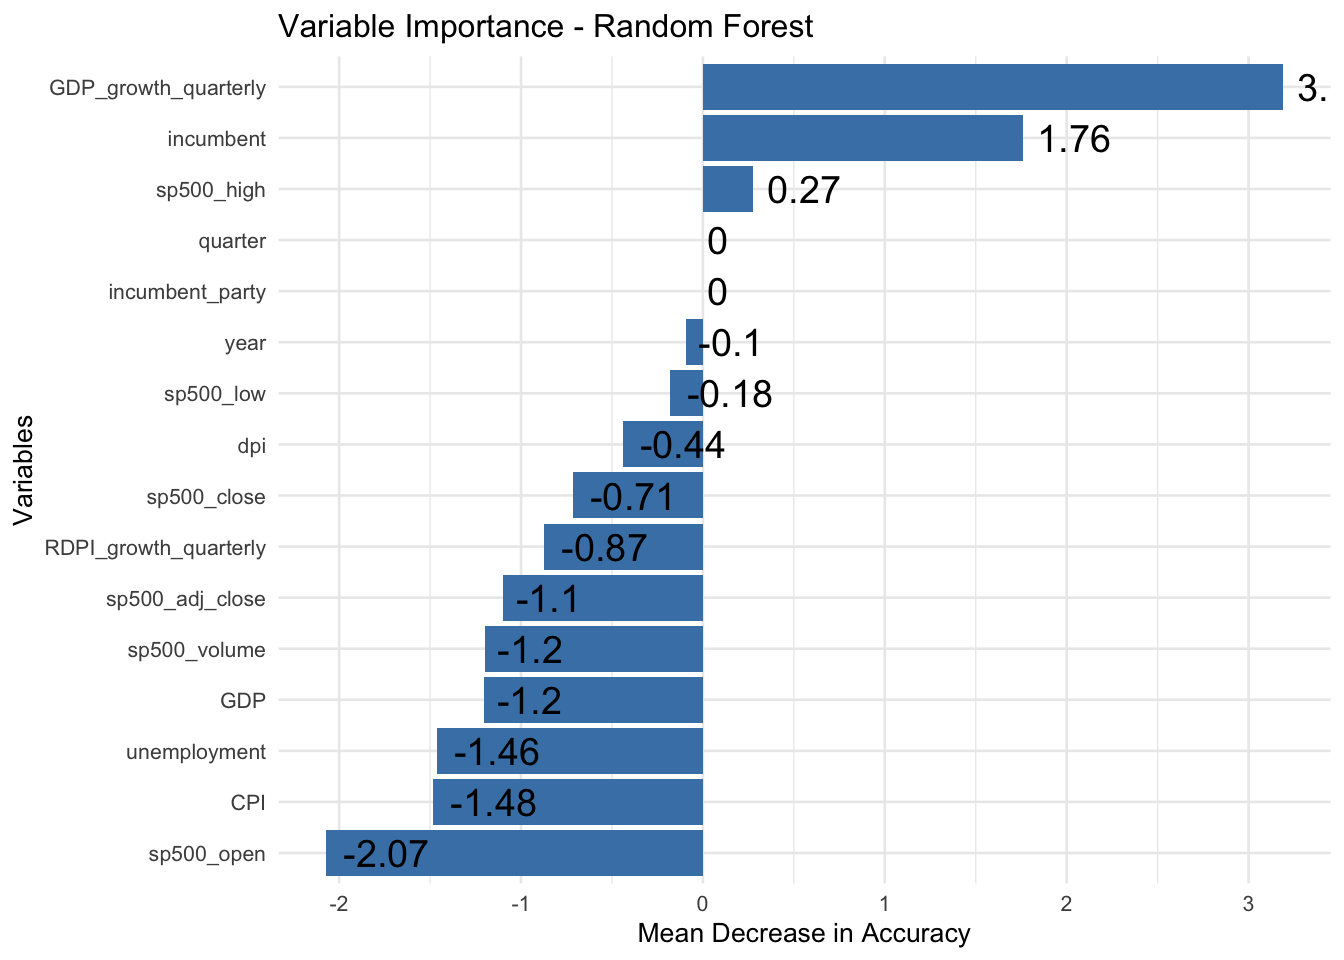 Variable Importance - Random Forest
GDP_growth_quarterly 3.
incumbent 1.76
sp500_high 0.27
quarter 0
incumbent_party 0
year -0.1
sp500_low -0.18
dpi -0.44
sp500_close -0.71
RDPI_growth_quarterly -0.87
sp500_adj_close -1.1
sp500_volume -1.2
GDP -1.2
unemployment -1.46
CPI -1.48
sp500_open -2.07
Variables
-2 -1 0 1 2 3
Mean Decrease in Accuracy